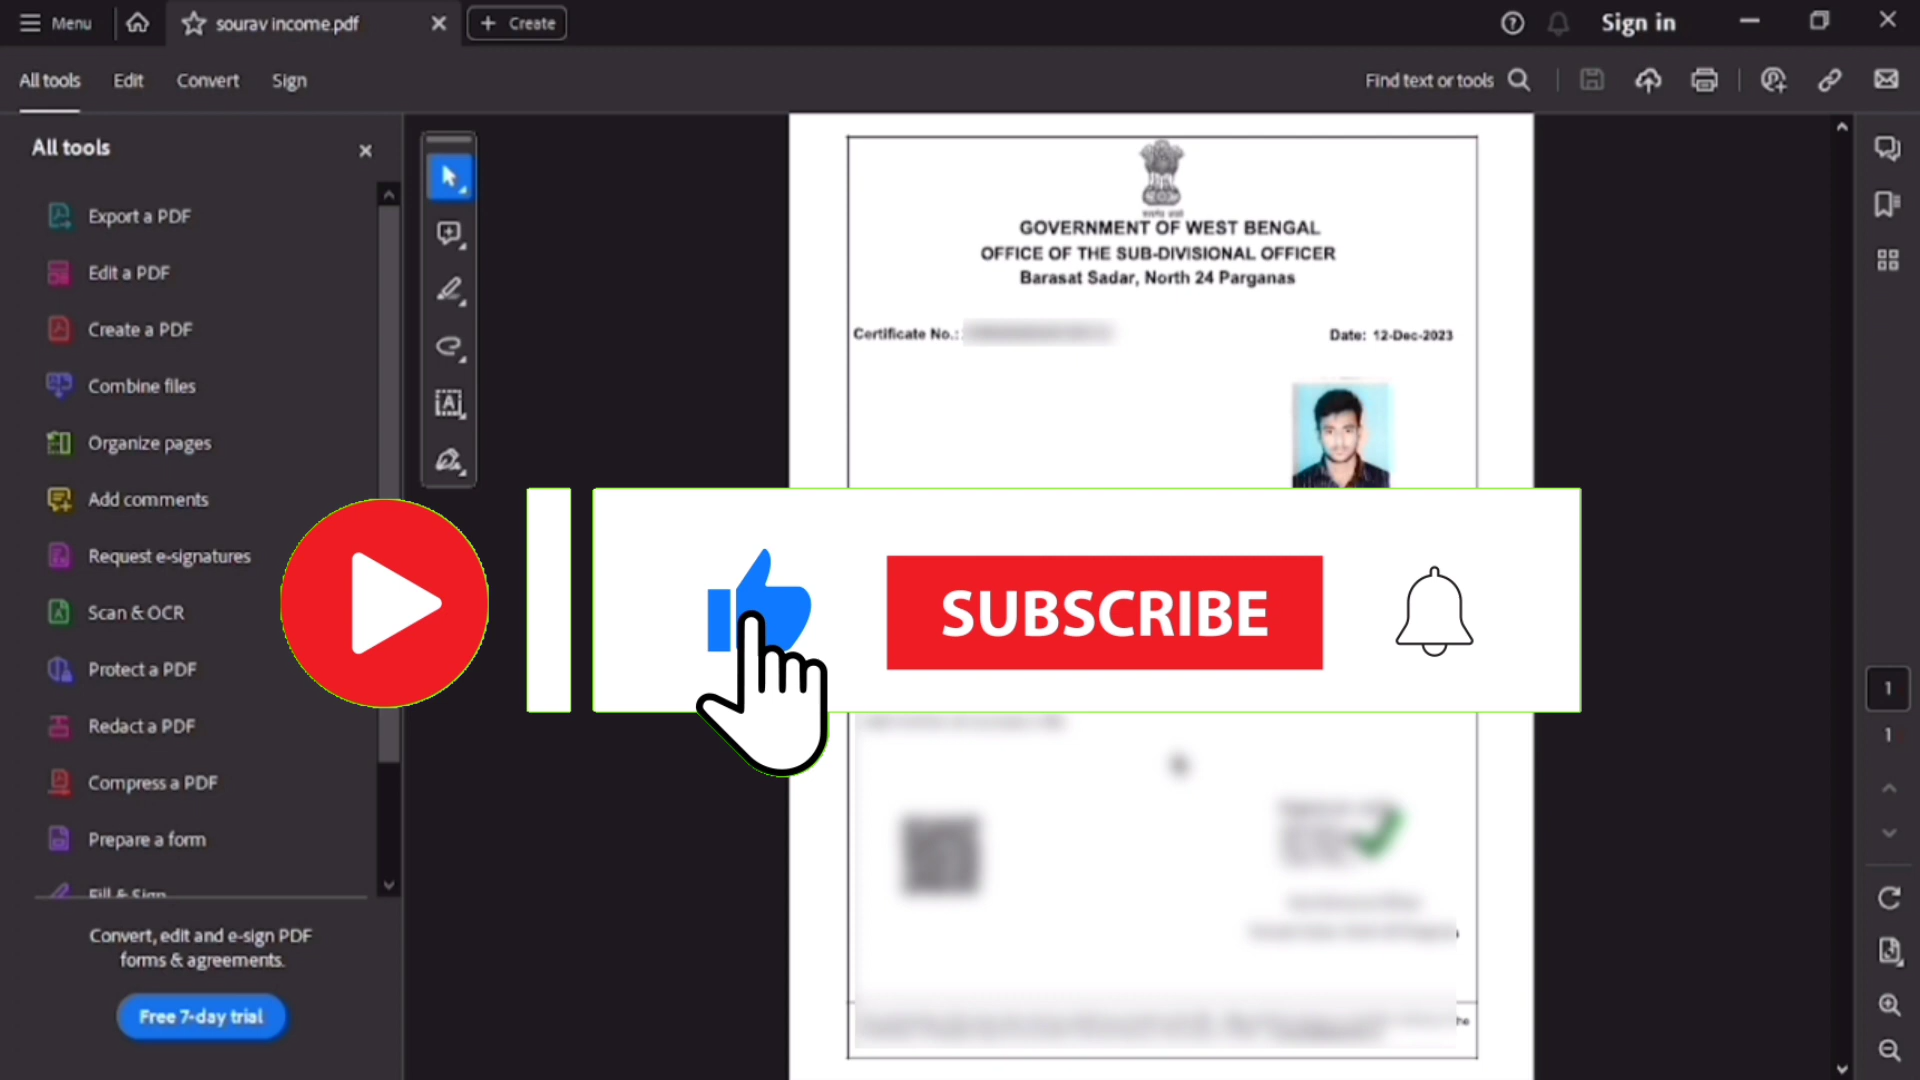 Menu
sourav income.pdf
Create
Sign in
All tools
Edit
Convert
Sign
Find text or tools
All tools
Export a PDF
Edit a PDF
Create a PDF
Combine files
Organize pages
Add comments
Request e-signatures
Scan & OCR
Protect a PDF
Redact a PDF
Compress a PDF
Prepare a form
Fill & Sign
Convert, edit and e-sign PDF
forms & agreements.
Free 7-day trial
GOVERNMENT OF WEST BENGAL
OFFICE OF THE SUB-DIVISIONAL OFFICER
Barasat Sadar, North 24 Parganas
Certificate No.:
Date: 12-Dec-2023
SUBSCRIBE
1
1